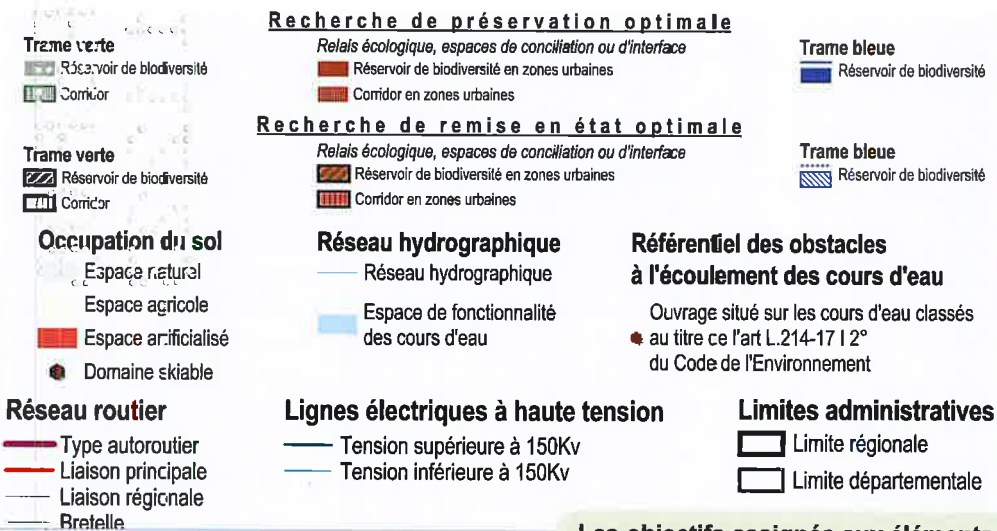 Recherche de préservation optimale
Trame verte
Réservoir de biodiversité
Corridor
Relais écologique, espaces de conciliation ou d'interface
Réservoir de biodiversité en zones urbaines
Corridor en zones urbaines
Trame bleue
Réservoir de biodiversité
Recherche de remise en état optimale
Trame verte
Réservoir de biodiversité
Corridor
Relais écologique, espaces de conciliation ou d'interface
Réservoir de biodiversité en zones urbaines
Corridor en zones urbaines
Trame bleue
Réservoir de biodiversité
Occupation du sol
Espace naturel
Espace agricole
Espace artificialisé
Domaine skiable
Réseau hydrographique
Réseau hydrographique
Espace de fonctionnalité
des cours d'eau
Référentiel des obstacles
à l'écoulement des cours d'eau
Ouvrage situé sur les cours d'eau classés
au titre ce l'art L.214-17 I 2°
du Code de l'Environnement
Réseau routier
Type autoroutier
Liaison principale
Liaison régionale
Bretelle
Lignes électriques à haute tension
Tension supérieure à 150Kv
Tension inférieure à 150Kv
Limites administratives
Limite régionale
Limite départementale
Les objectifs assignés aux éléments